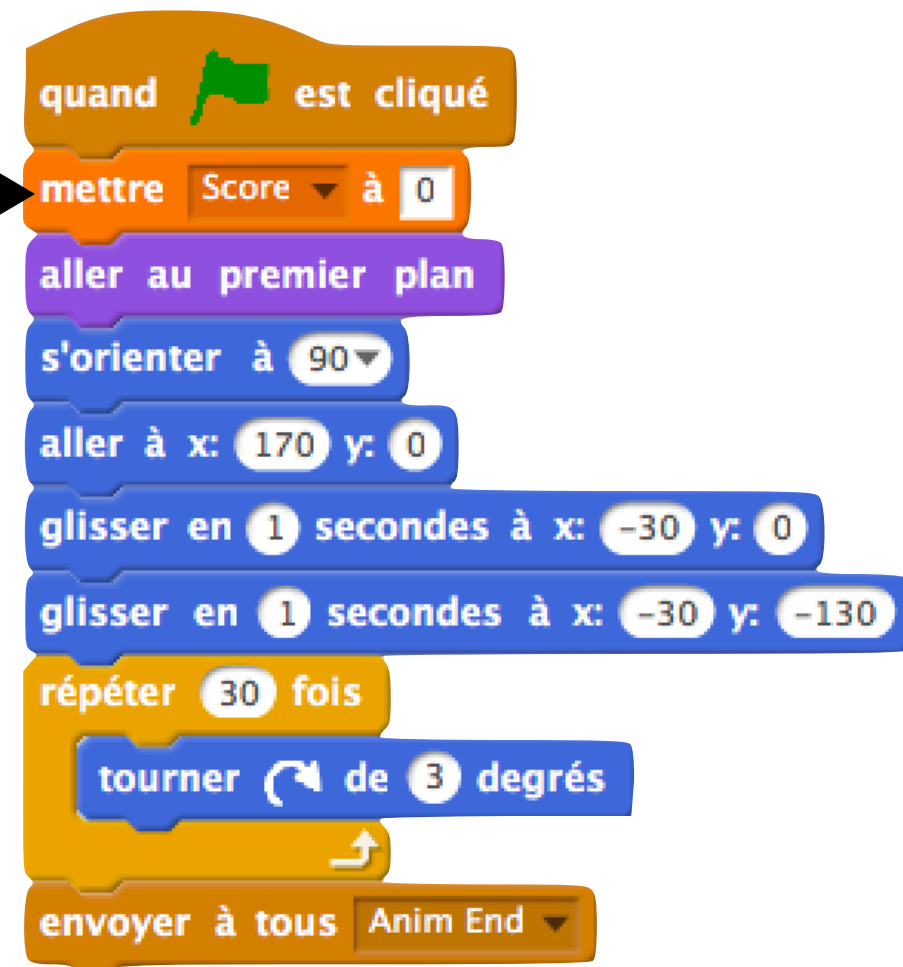 quand est cliqué
mettre Score à 0
aller au premier plan
s'orienter à 90
aller à x: 170 y: 0
glisser en 1 secondes à x: -30 y: 0
glisser en 1 secondes à x: -30 y: -130
répéter 30 fois
tourner de 3 degrés
envoyer à tous Anim End